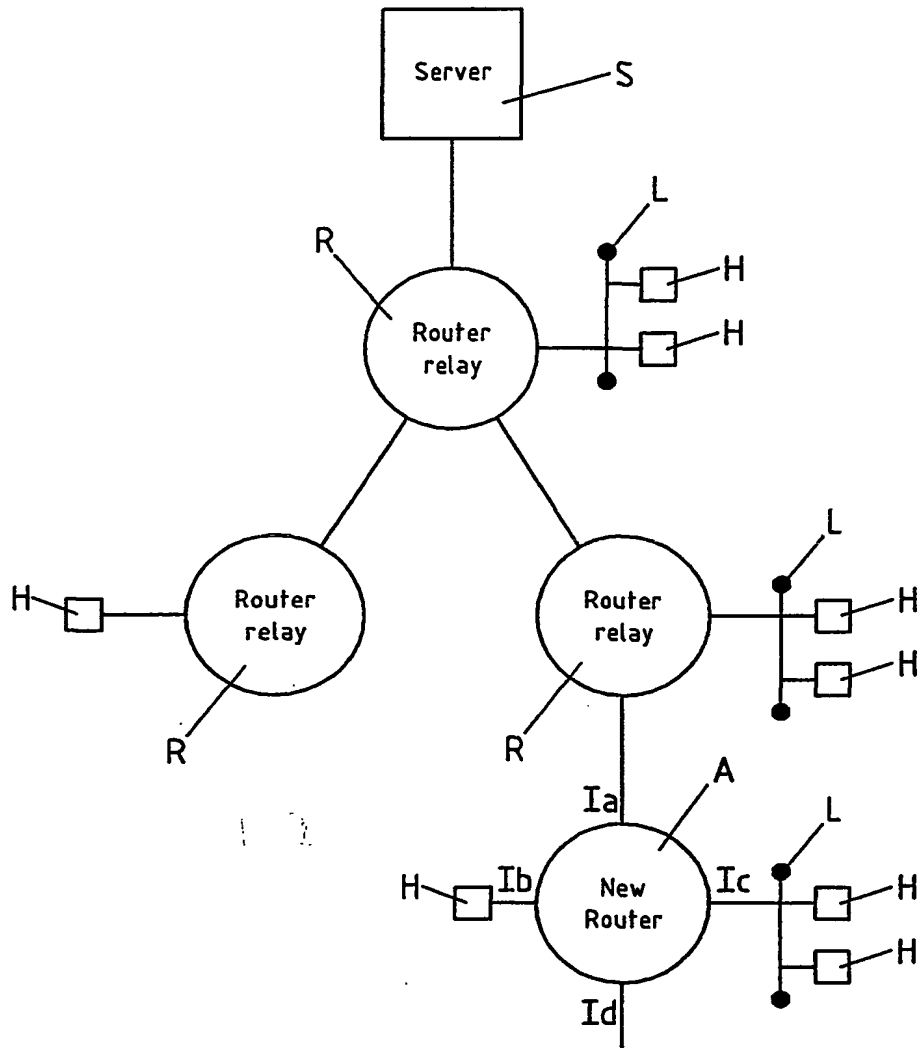 Server
S
L
R
H
H
Router
relay
L
H
Router
relay
Router
relay
H
H
R
R
A
Ia
L
H
Ib
New
Router
Ic
H
H
Id